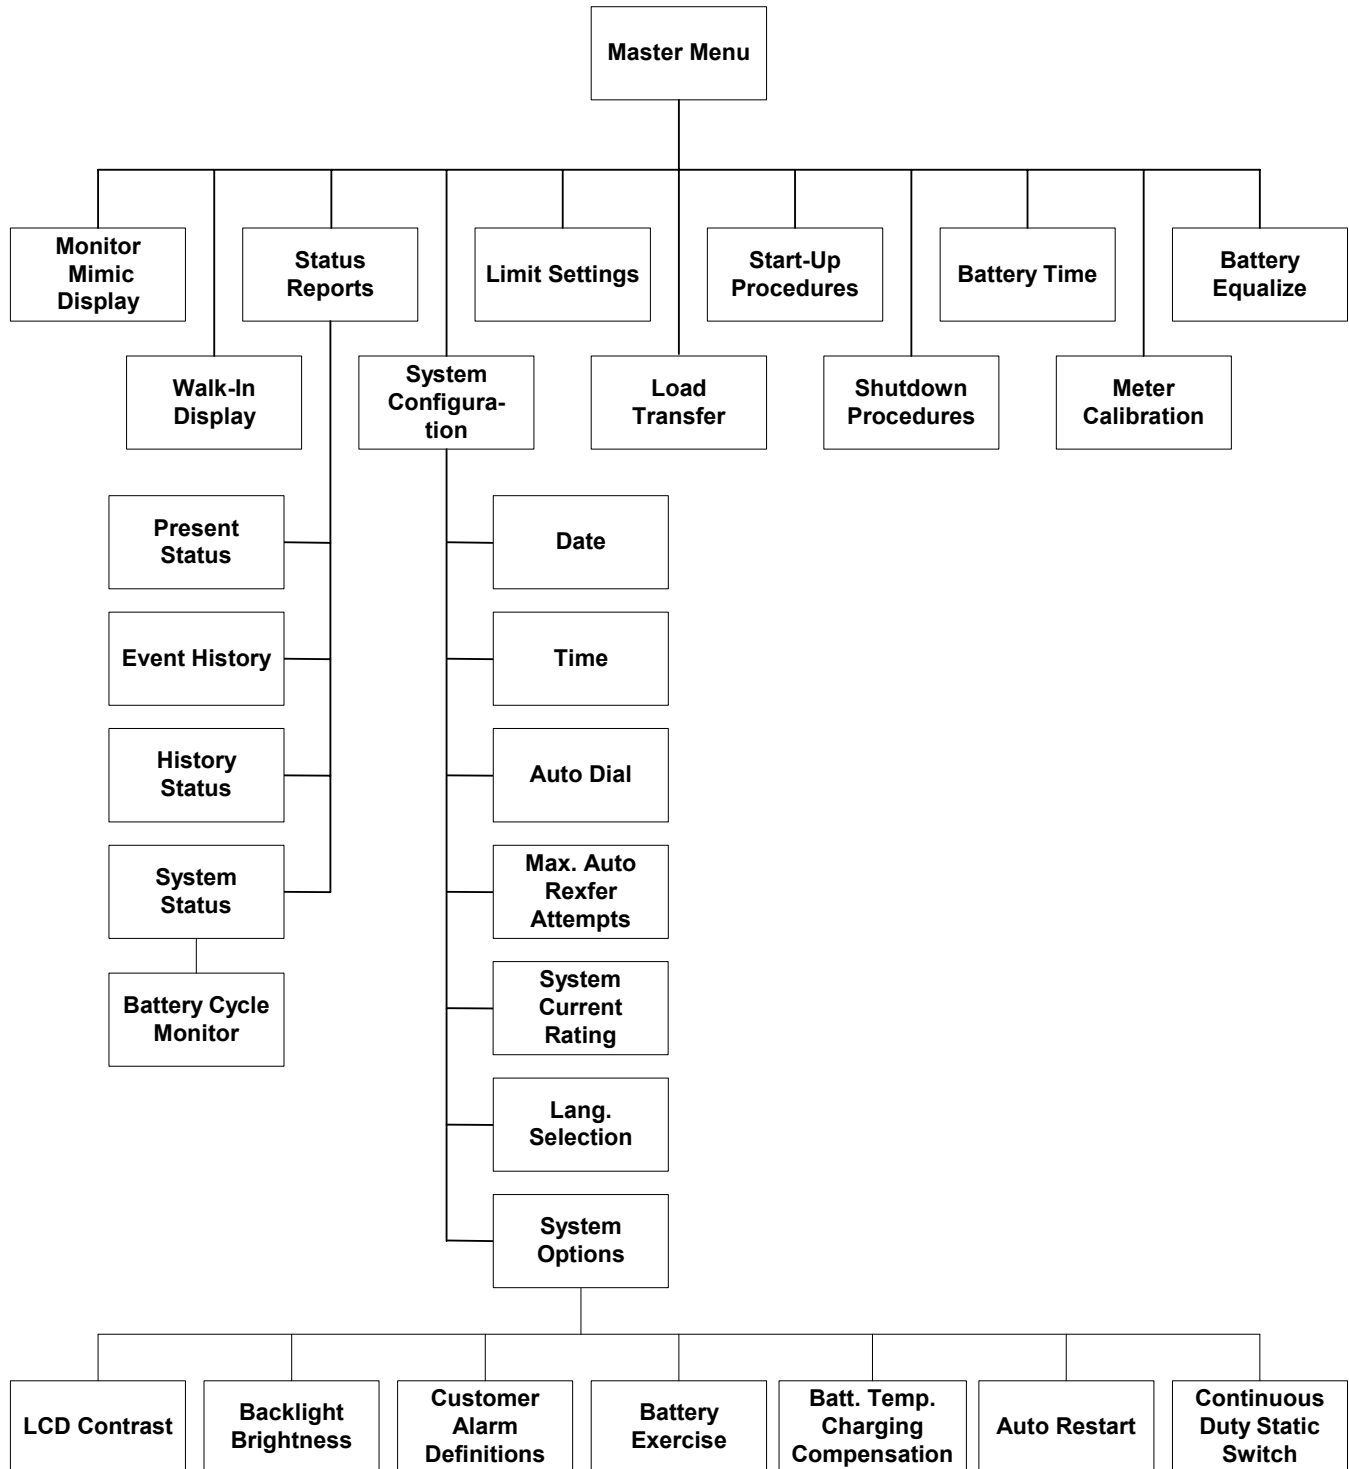 Master Menu
Monitor
Mimic
Display
Status
Reports
Limit Settings
Start-Up
Procedures
Battery Time
Battery
Equalize
Walk-In
Display
System
Configura-
tion
Load
Transfer
Shutdown
Procedures
Meter
Calibration
Present
Status
Event History
History
Status
System
Status
Battery Cycle
Monitor
Date
Time
Auto Dial
Max. Auto
Rexfer
Attempts
System
Current
Rating
Lang.
Selection
System
Options
LCD Contrast
Backlight
Brightness
Customer
Alarm
Definitions
Battery
Exercise
Batt. Temp.
Charging
Compensation
Auto Restart
Continuous
Duty Static
Switch